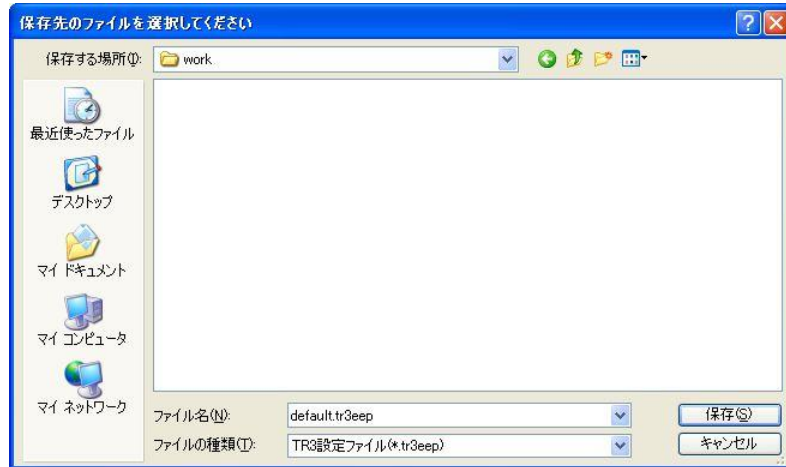 保存先のファイルを選択してください
保存する場所(I):
work
最近使ったファイル
デスクトップ
マイ ドキュメント
マイ コンピュータ
マイ ネットワーク
ファイル名(N):
default.tr3eep
保存(S)
ファイルの種類(T):
TR3設定ファイル(*.tr3eep)
キャンセル